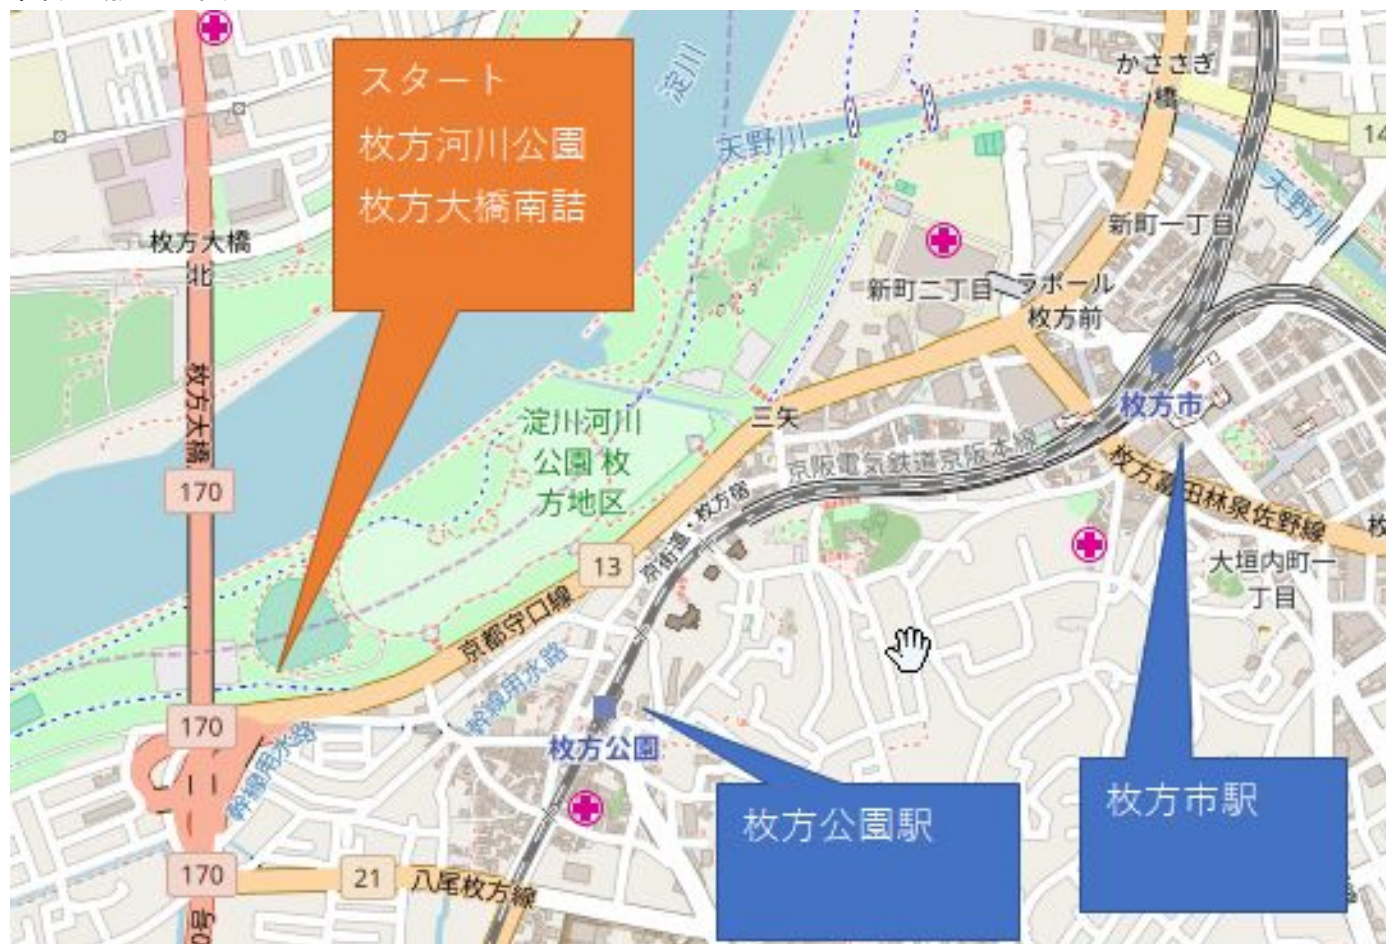 スタート
枚方河川公園
枚方大橋南詰
淀川
天野川
かささぎ
橋
14
天野川
新町一丁目
枚方大橋
北
新町二丁目
ラポール
枚方前
枚方大橋
枚方市
三矢
淀川河川
公園 枚
方地区
京阪電気鉄道京阪本線
170
枚方富田林泉佐野線
枚
京街道・枚方宿
13
大垣内町一
丁目
京都守口線
幹線用水路
170
枚方公園
幹線用水路
枚方公園駅
枚方市駅
170
21
八尾枚方線